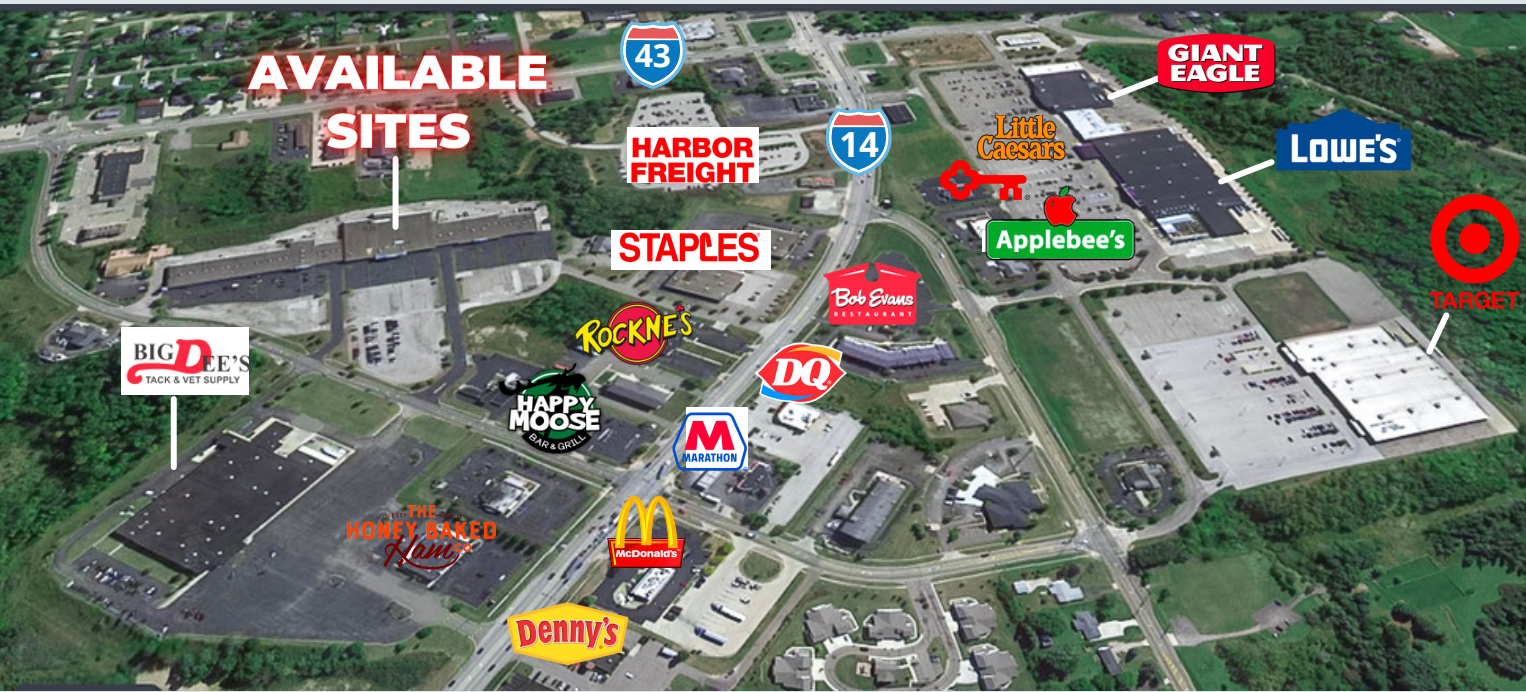 43
GIANT
EAGLE
AVAILABLE
SITES
14
Little
Caesars
LOWE'S
HARBOR
FREIGHT
Applebee's
STAPLES
TARGET
Bob Evans
RESTAURANT
ROCKNE'S
BIG DEE'S
TACK & VET SUPPLY
DQ
HAPPY
MOOSE
BAR & GRILL
M
MARATHON
THE
HONEY BAKED
Ham CO.
McDonald's
Denny's